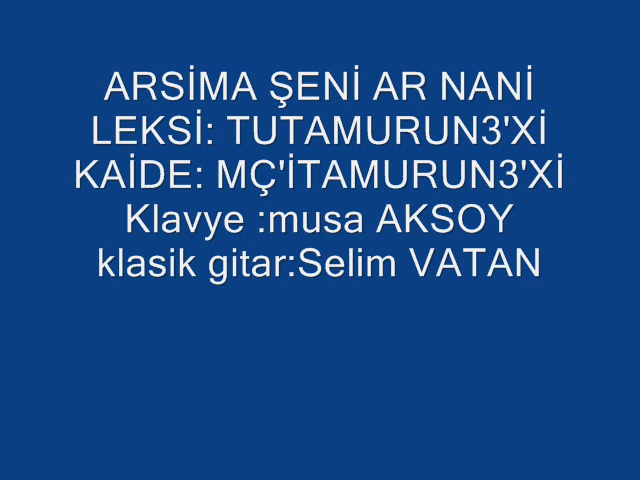 ARSİMA ŞENİ AR NANİ
LEKSİ: TUTAMURUN3'Xİ
KAİDE: MÇ'İTAMURUN3'Xİ
Klavye :musa AKSOY
klasik gitar:Selim VATAN